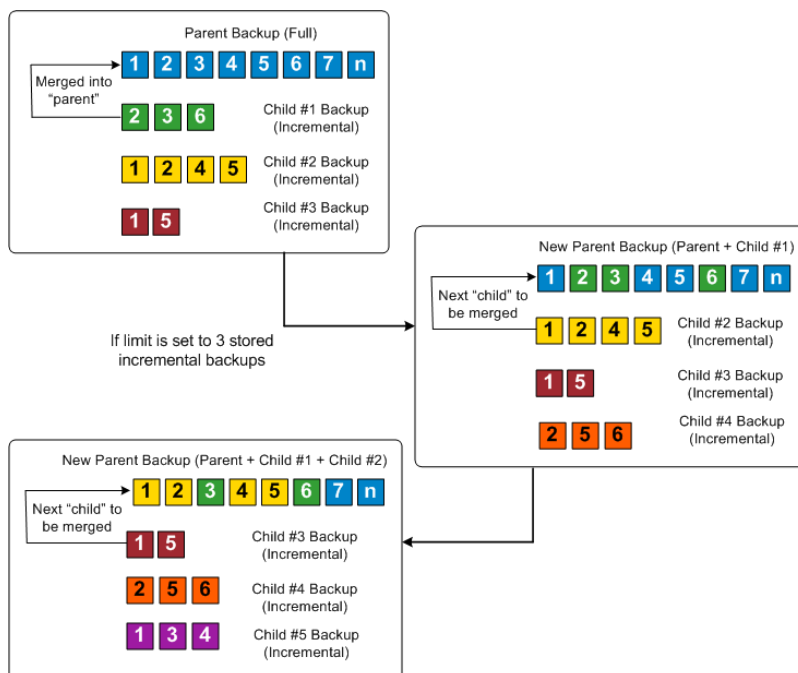 Parent Backup (Full)
1 2 3 4 5 6 7 n
Merged into
“parent”
2 3 6
Child #1 Backup
(Incremental)
1 2 4 5
Child #2 Backup
(Incremental)
1 5
Child #3 Backup
(Incremental)
If limit is set to 3 stored
incremental backups
New Parent Backup (Parent + Child #1)
1 2 3 4 5 6 7 n
Next “child” to
be merged
1 2 4 5
Child #2 Backup
(Incremental)
1 5
Child #3 Backup
(Incremental)
2 5 6
Child #4 Backup
(Incremental)
New Parent Backup (Parent + Child #1 + Child #2)
1 2 3 4 5 6 7 n
Next “child” to
be merged
1 5
Child #3 Backup
(Incremental)
2 5 6
Child #4 Backup
(Incremental)
1 3 4
Child #5 Backup
(Incremental)